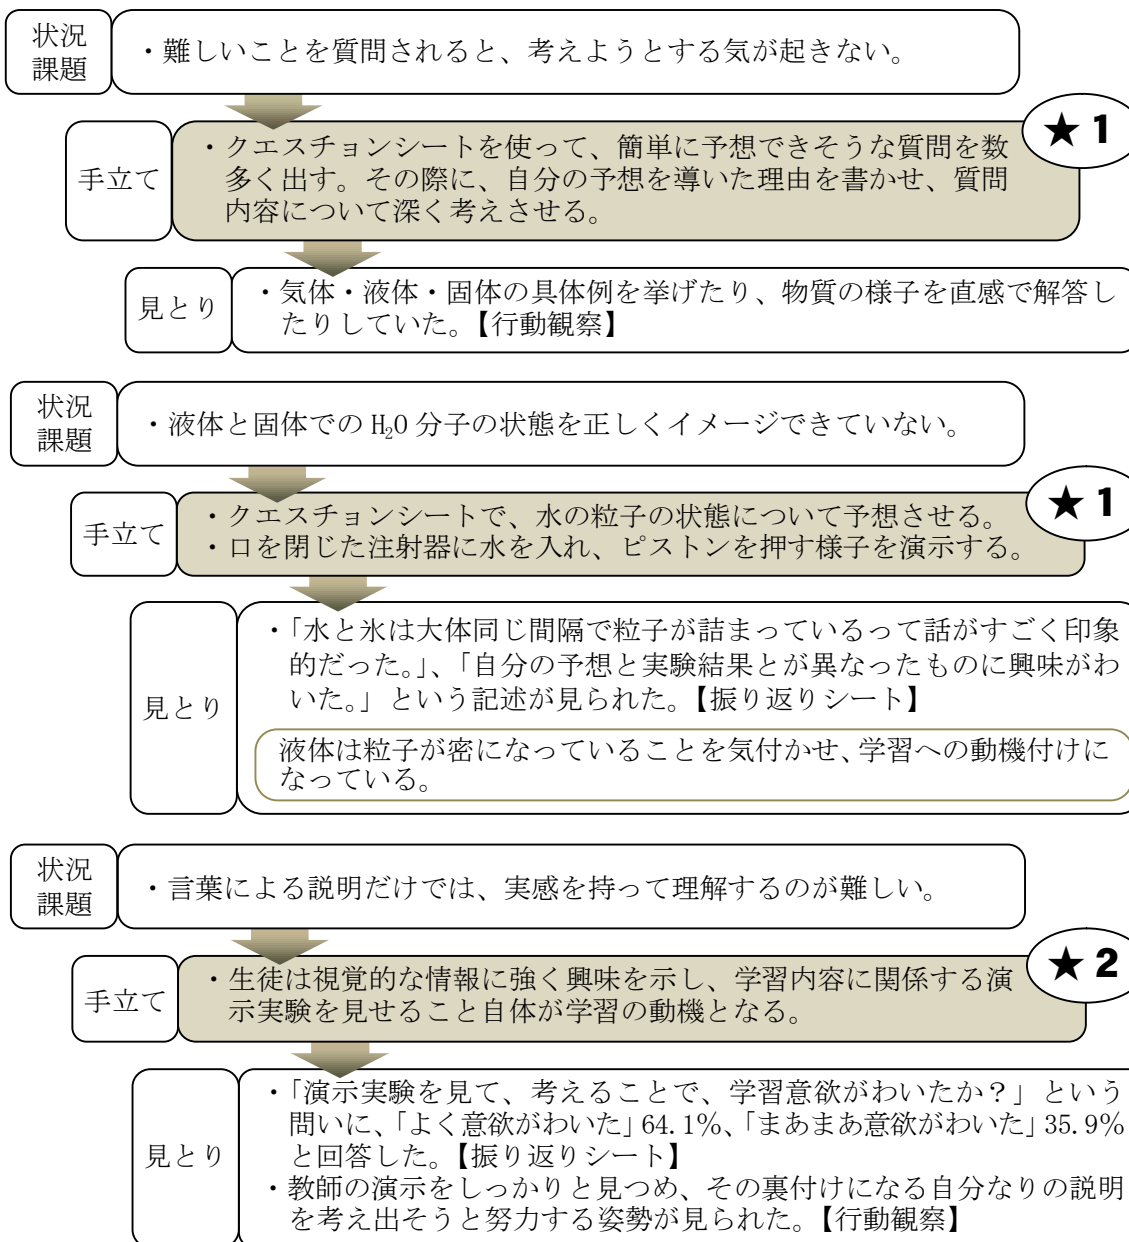 状況
課題
・難しいことを質問されると、考えようとする気が起きない。
★1
手立て
・クエスチョンシートを使って、簡単に予想できそうな質問を数
多く出す。その際に、自分の予想を導いた理由を書かせ、質問
内容について深く考えさせる。
見とり
・気体・液体・固体の具体例を挙げたり、物質の様子を直感で解答し
たりしていた。【行動観察】
状況
課題
・液体と固体での H₂O 分子の状態を正しくイメージできていない。
★1
手立て
・クエスチョンシートで、水の粒子の状態について予想させる。
・口を閉じた注射器に水を入れ、ピストンを押す様子を演示する。
見とり
・「水と氷は大体同じ間隔で粒子が詰まっているって話がすごく印象
的だった。」、「自分の予想と実験結果とが異なったものに興味がわ
いた。」という記述が見られた。【振り返りシート】
液体は粒子が密になっていることを気付かせ、学習への動機付けに
なっている。
状況
課題
・言葉による説明だけでは、実感を持って理解するのが難しい。
★2
手立て
・生徒は視覚的な情報に強く興味を示し、学習内容に関係する演
示実験を見せること自体が学習の動機となる。
見とり
・「演示実験を見て、考えることで、学習意欲がわいたか？」という
問いに、「よく意欲がわいた」64.1%、「まあまあ意欲がわいた」35.9%
と回答した。【振り返りシート】
・教師の演示をしっかりと見つめ、その裏付けになる自分なりの説明
を考え出そうと努力する姿勢が見られた。【行動観察】